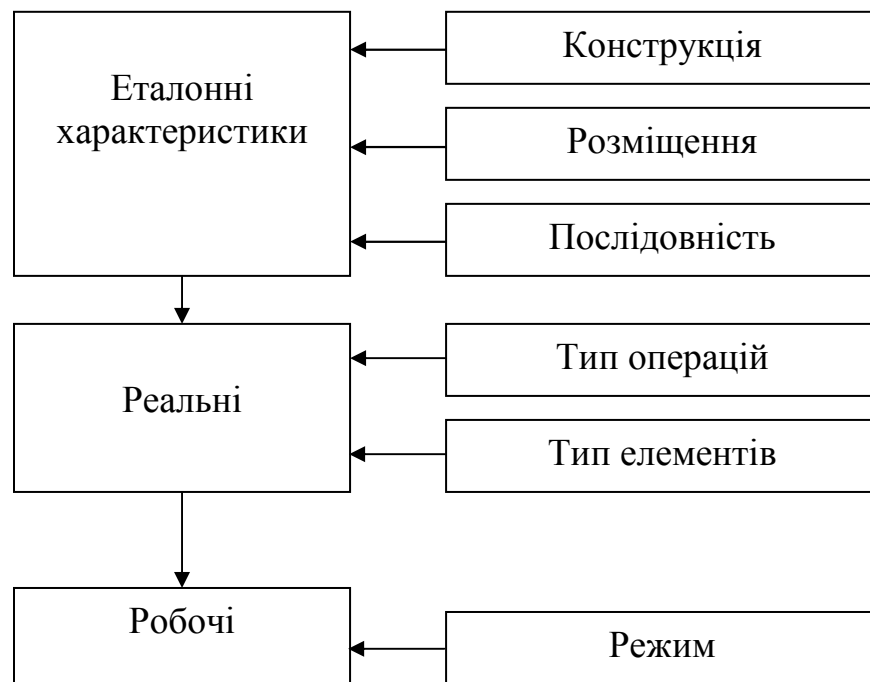 Еталонні
характеристики
Конструкція
Розміщення
Послідовність
Реальні
Тип операцій
Тип елементів
Робочі
Режим